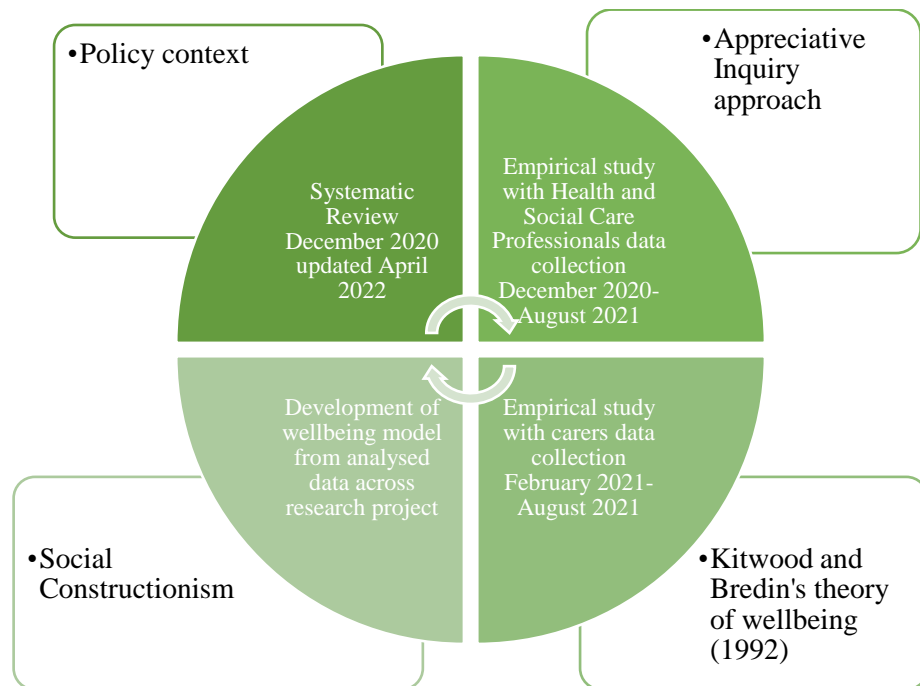 •Policy context
•Appreciative
Inquiry
approach
Systematic
Review
December 2020
updated April
2022
Empirical study
with Health and
Social Care
Professionals data
collection
December 2020-
August 2021
Development of
wellbeing model
from analysed
data across
research project
Empirical study
with carers data
collection
February 2021-
August 2021
•Social
Constructionism
•Kitwood and
Bredin's theory
of wellbeing
(1992)